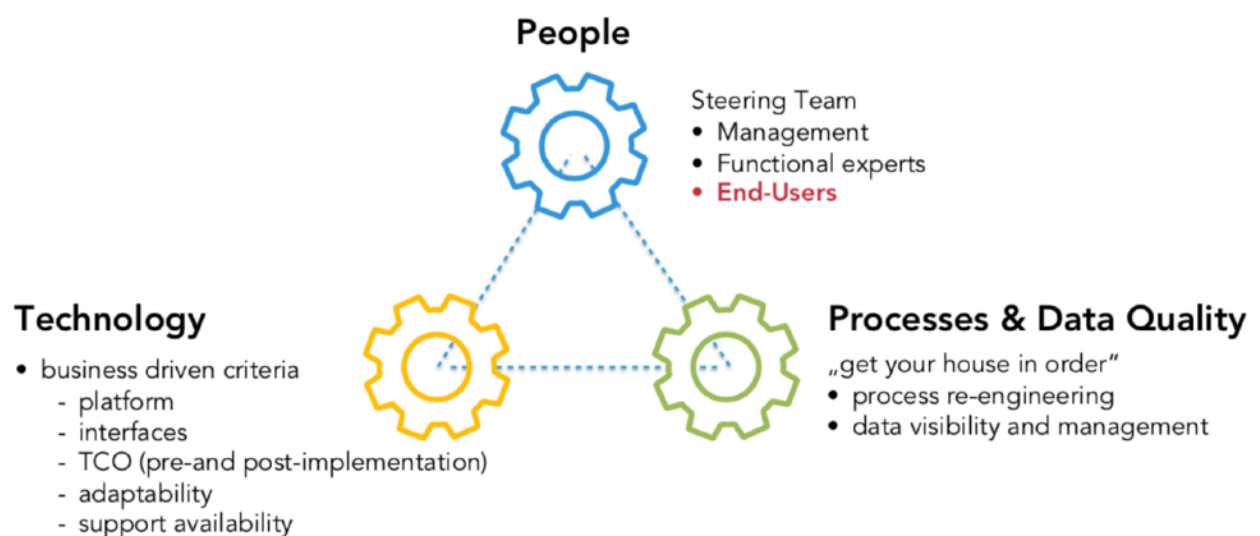 People
Steering Team
• Management
• Functional experts
• End-Users
Technology
• business driven criteria
- platform
- interfaces
- TCO (pre-and post-implementation)
- adaptability
- support availability
Processes & Data Quality
„get your house in order”
• process re-engineering
• data visibility and management